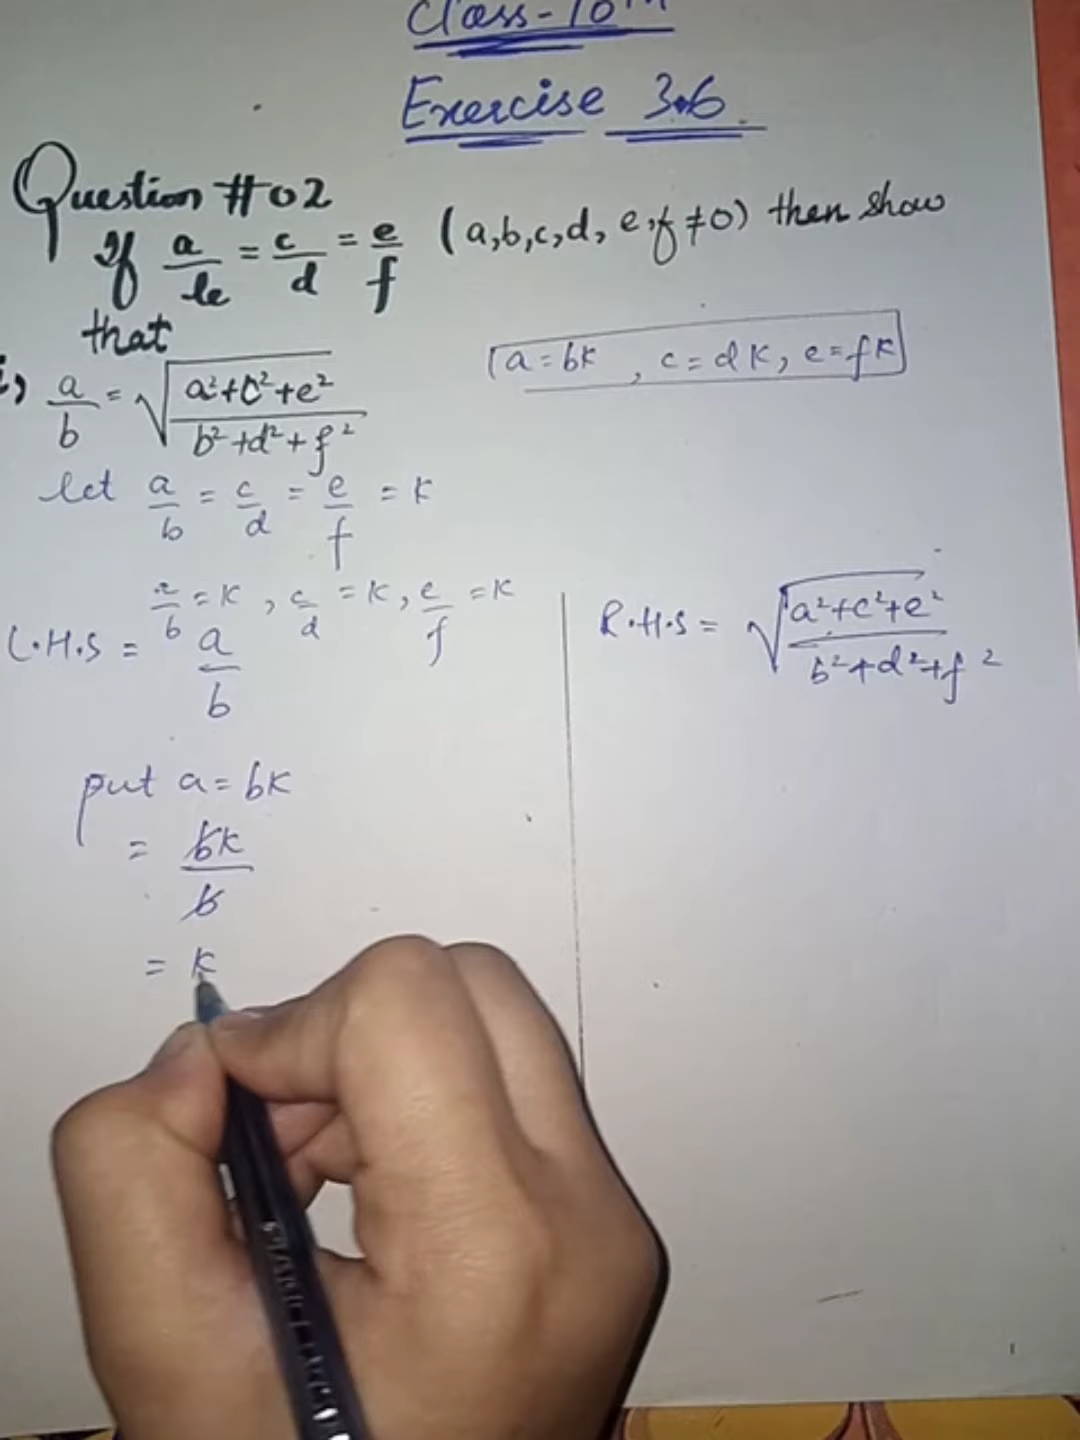 Class-10th
Exercise 3.6
Question #02
If a/b = c/d = e/f (a,b,c,d, e,f ≠0) then show
that
i) a/b = √(a²+c²+e² / b²+d²+f²)
a=bk , c=dk, e=fk
let a/b = c/d = e/f = k
a/b = k , c/d = k, e/f = k
L.H.S = a/b
put a=bk
= bk/b
= k
R.H.S = √(a²+c²+e² / b²+d²+f²)